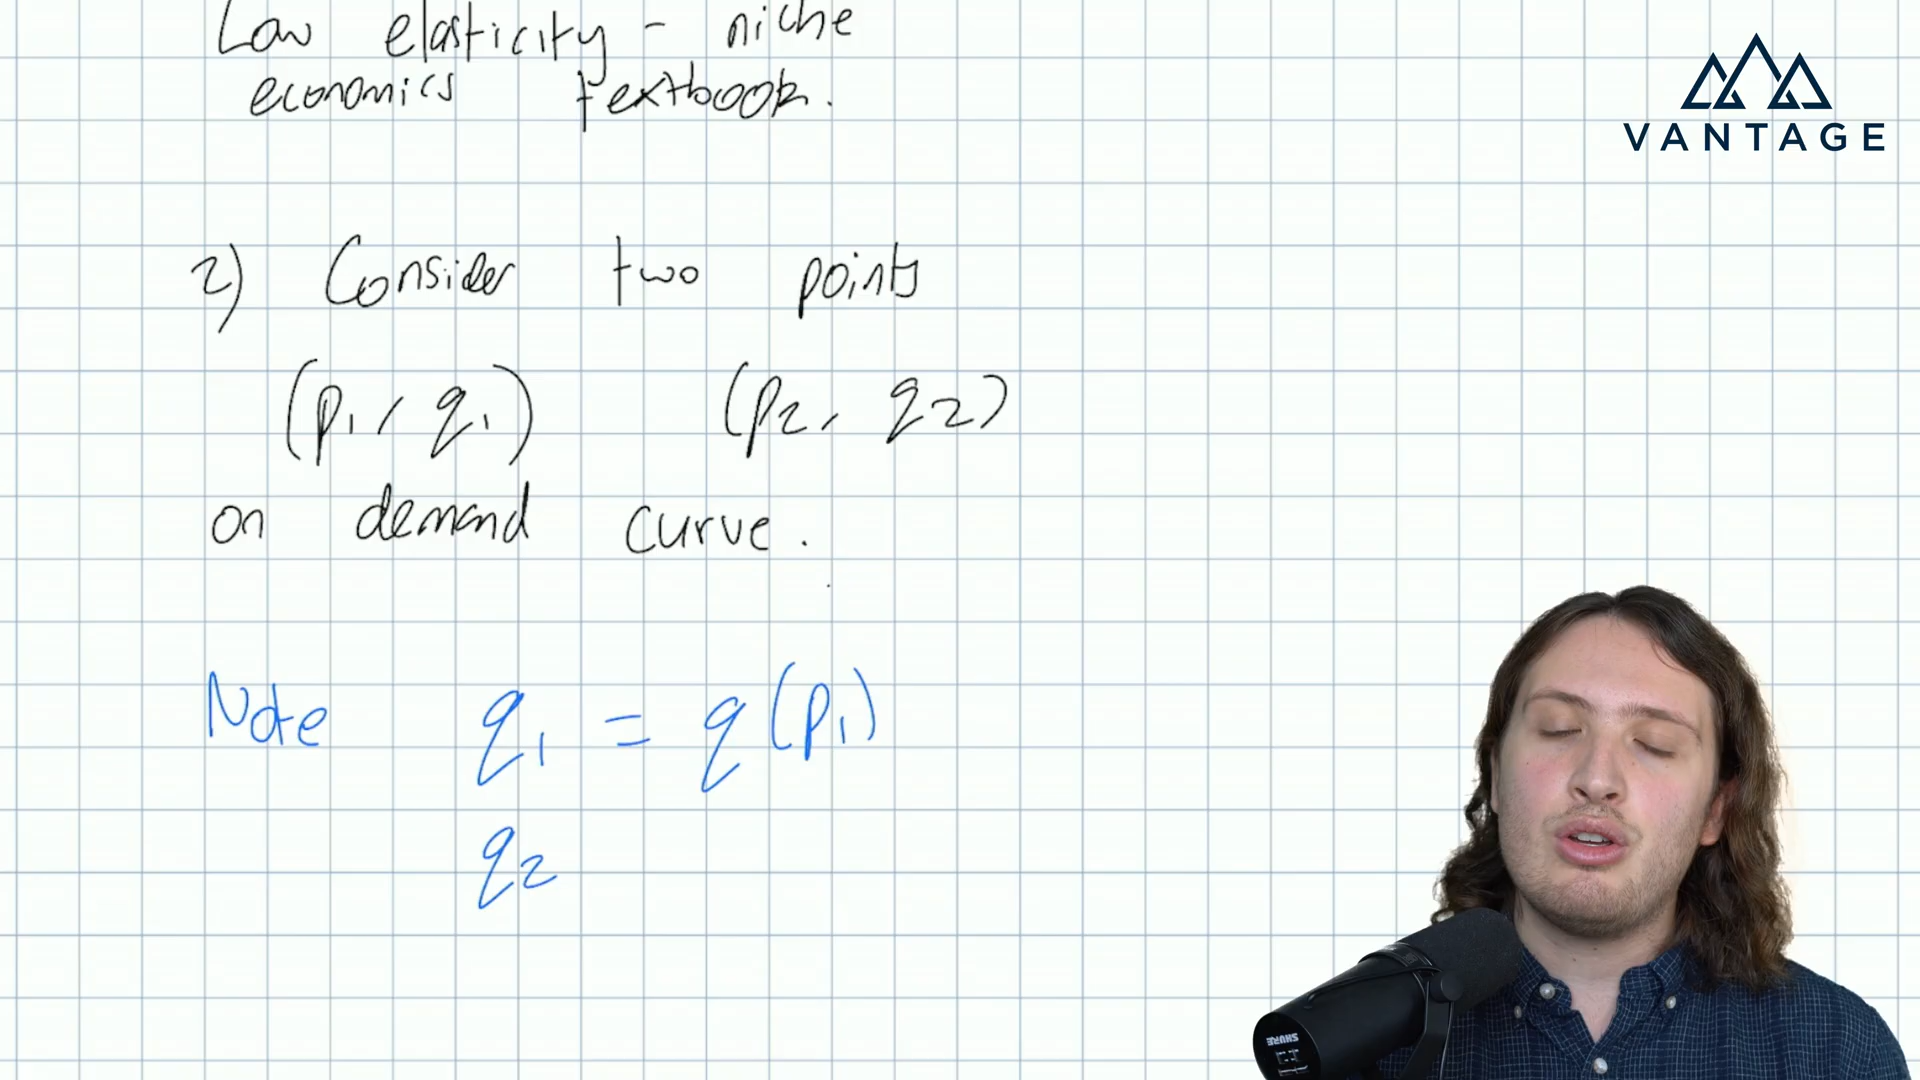 Low elasticity - niche
economics textbook.
2) Consider two points
(p1, q1) (p2, q2)
on demand curve.
Note q1 = q(p1)
q2
VANTAGE
SHURE